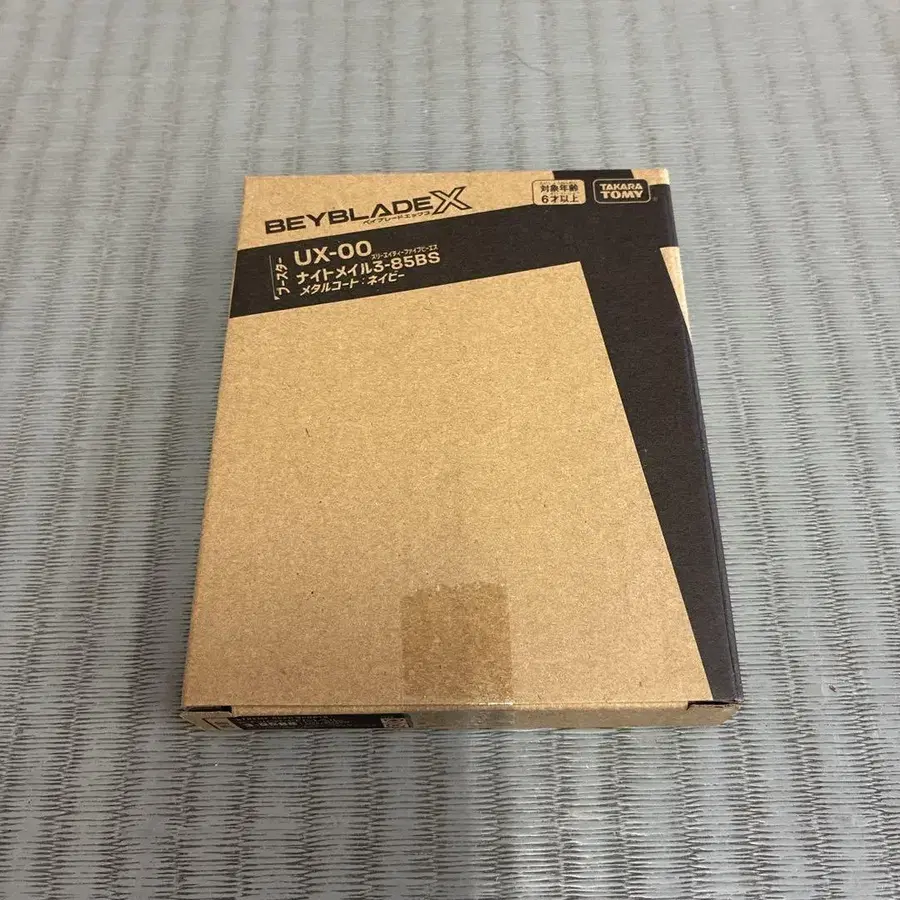 BEYBLADE X
ベイブレードエックス
対象年齢
6才以上
TAKARA
TOMY
ブースター
UX-00
スリーエイティーファイブビーエス
ナイトメイル3-85BS
メタルコート：ネイビー